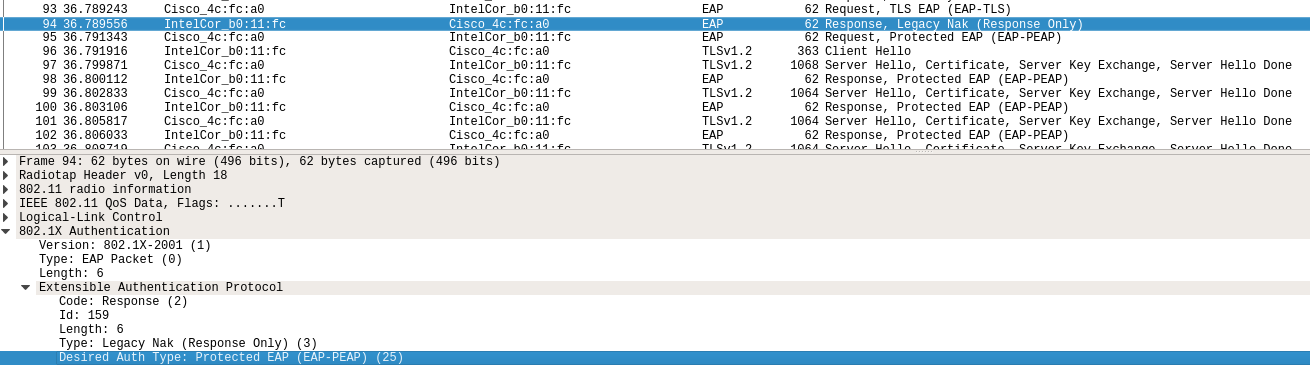 93 36.789243 Cisco_4c:fc:a0 IntelCor_b0:11:fc EAP 62 Request, TLS EAP (EAP-TLS)
94 36.789556 IntelCor_b0:11:fc Cisco_4c:fc:a0 EAP 62 Response, Legacy Nak (Response Only)
95 36.791343 Cisco_4c:fc:a0 IntelCor_b0:11:fc EAP 62 Request, Protected EAP (EAP-PEAP)
96 36.791916 IntelCor_b0:11:fc Cisco_4c:fc:a0 TLSv1.2 363 Client Hello
97 36.799871 Cisco_4c:fc:a0 IntelCor_b0:11:fc TLSv1.2 1068 Server Hello, Certificate, Server Key Exchange, Server Hello Done
98 36.800112 IntelCor_b0:11:fc Cisco_4c:fc:a0 EAP 62 Response, Protected EAP (EAP-PEAP)
99 36.802833 Cisco_4c:fc:a0 IntelCor_b0:11:fc TLSv1.2 1064 Server Hello, Certificate, Server Key Exchange, Server Hello Done
100 36.803106 IntelCor_b0:11:fc Cisco_4c:fc:a0 EAP 62 Response, Protected EAP (EAP-PEAP)
101 36.805817 Cisco_4c:fc:a0 IntelCor_b0:11:fc TLSv1.2 1064 Server Hello, Certificate, Server Key Exchange, Server Hello Done
102 36.806033 IntelCor_b0:11:fc Cisco_4c:fc:a0 EAP 62 Response, Protected EAP (EAP-PEAP)
103 36.808719 Cisco_4c:fc:a0 IntelCor_b0:11:fc TLSv1.2 1064 Server Hello, Certificate, Server Key Exchange, Server Hello Done
Frame 94: 62 bytes on wire (496 bits), 62 bytes captured (496 bits)
Radiotap Header v0, Length 18
802.11 radio information
IEEE 802.11 QoS Data, Flags: .......T
Logical-Link Control
802.1X Authentication
Version: 802.1X-2001 (1)
Type: EAP Packet (0)
Length: 6
Extensible Authentication Protocol
Code: Response (2)
Id: 159
Length: 6
Type: Legacy Nak (Response Only) (3)
Desired Auth Type: Protected EAP (EAP-PEAP) (25)